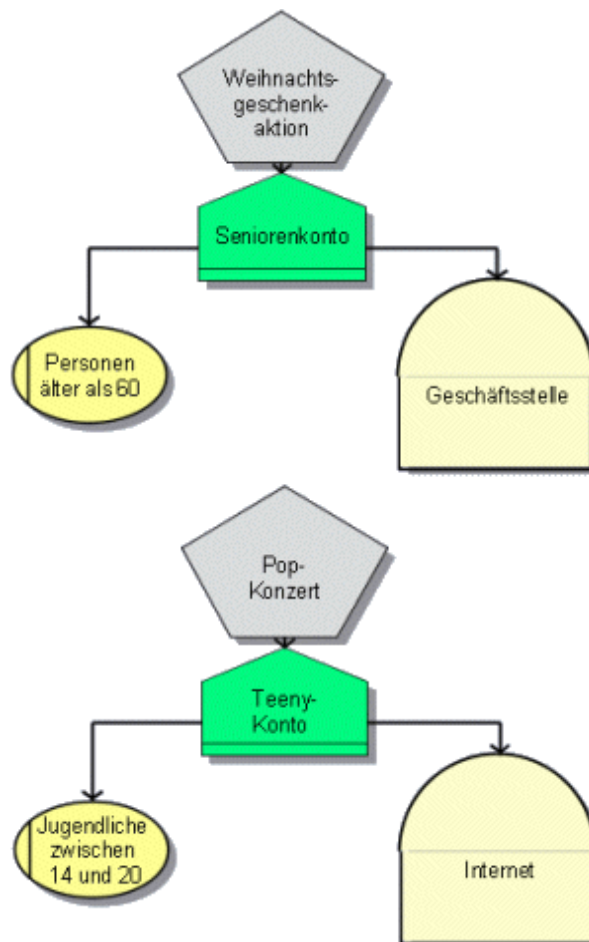 Weihnachts-
geschenk-
aktion
Seniorenkonto
Personen
älter als 60
Geschäftsstelle
Pop-
Konzert
Teeny-
Konto
Jugendliche
zwischen
14 und 20
Internet